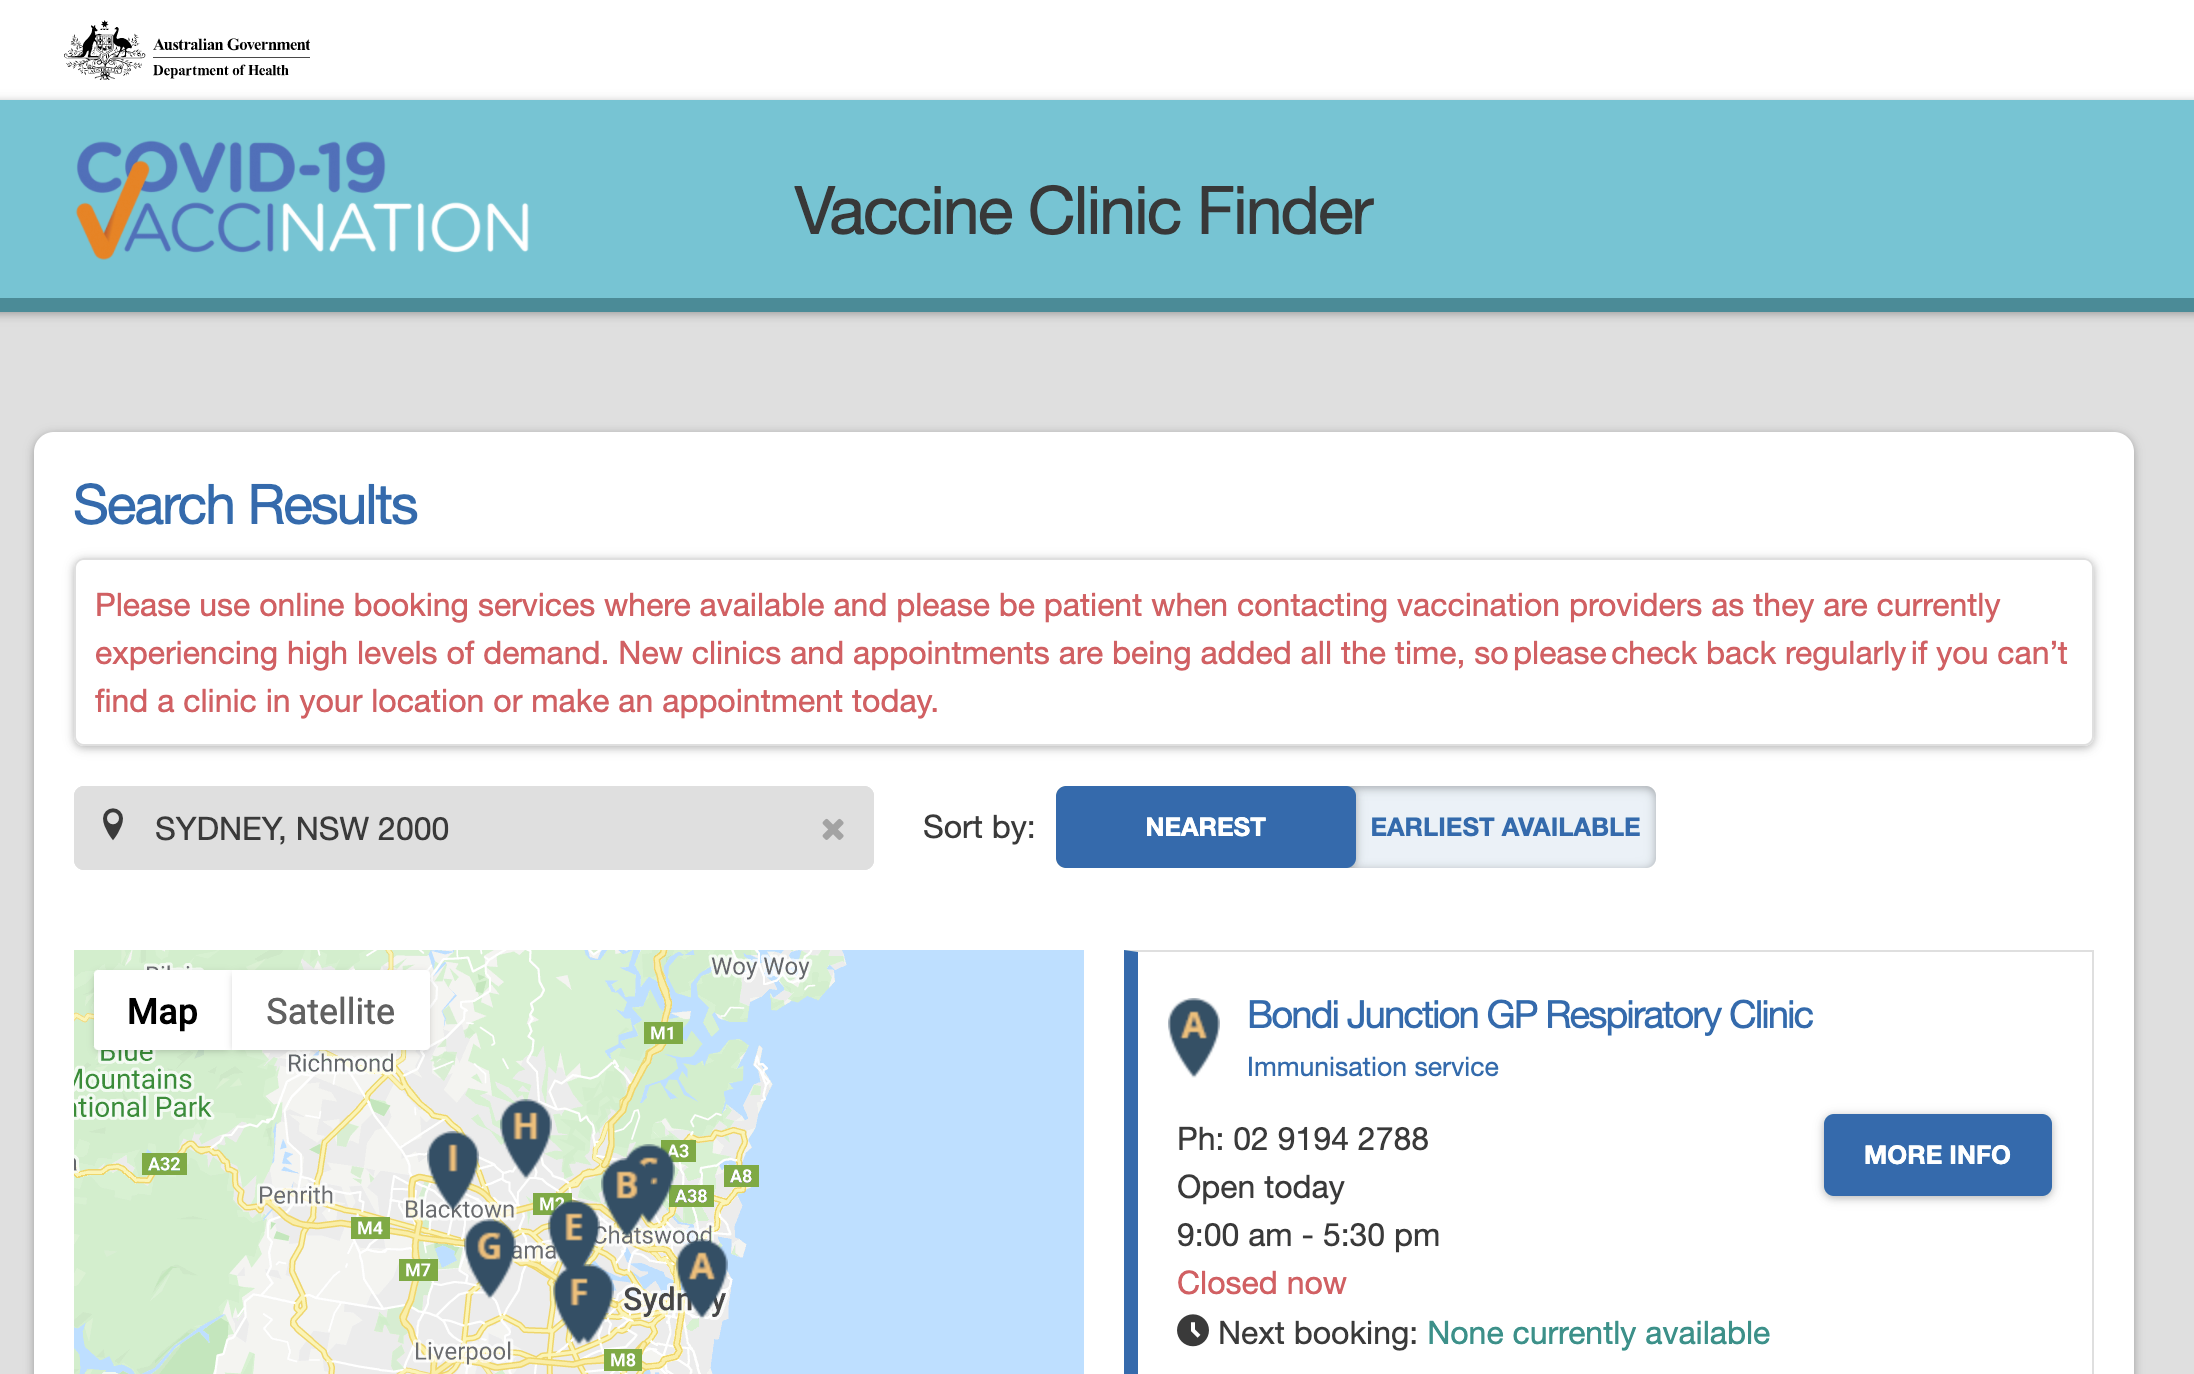 Australian Government
Department of Health
COVID-19
VACCINATION
Vaccine Clinic Finder
Search Results
Please use online booking services where available and please be patient when contacting vaccination providers as they are currently
experiencing high levels of demand. New clinics and appointments are being added all the time, so please check back regularly if you can’t
find a clinic in your location or make an appointment today.
SYDNEY, NSW 2000
Sort by:
NEAREST
EARLIEST AVAILABLE
Map
Satellite
Woy Woy
M1
Blue
Mountains
ational Park
Richmond
H
I
A3
A32
B
A8
A38
Penrith
Blacktown
M2
M4
E
Chatswood
G
ama
M7
A
F
Sydney
Liverpool
M8
A
Bondi Junction GP Respiratory Clinic
Immunisation service
Ph: 02 9194 2788
Open today
9:00 am - 5:30 pm
Closed now
Next booking: None currently available
MORE INFO